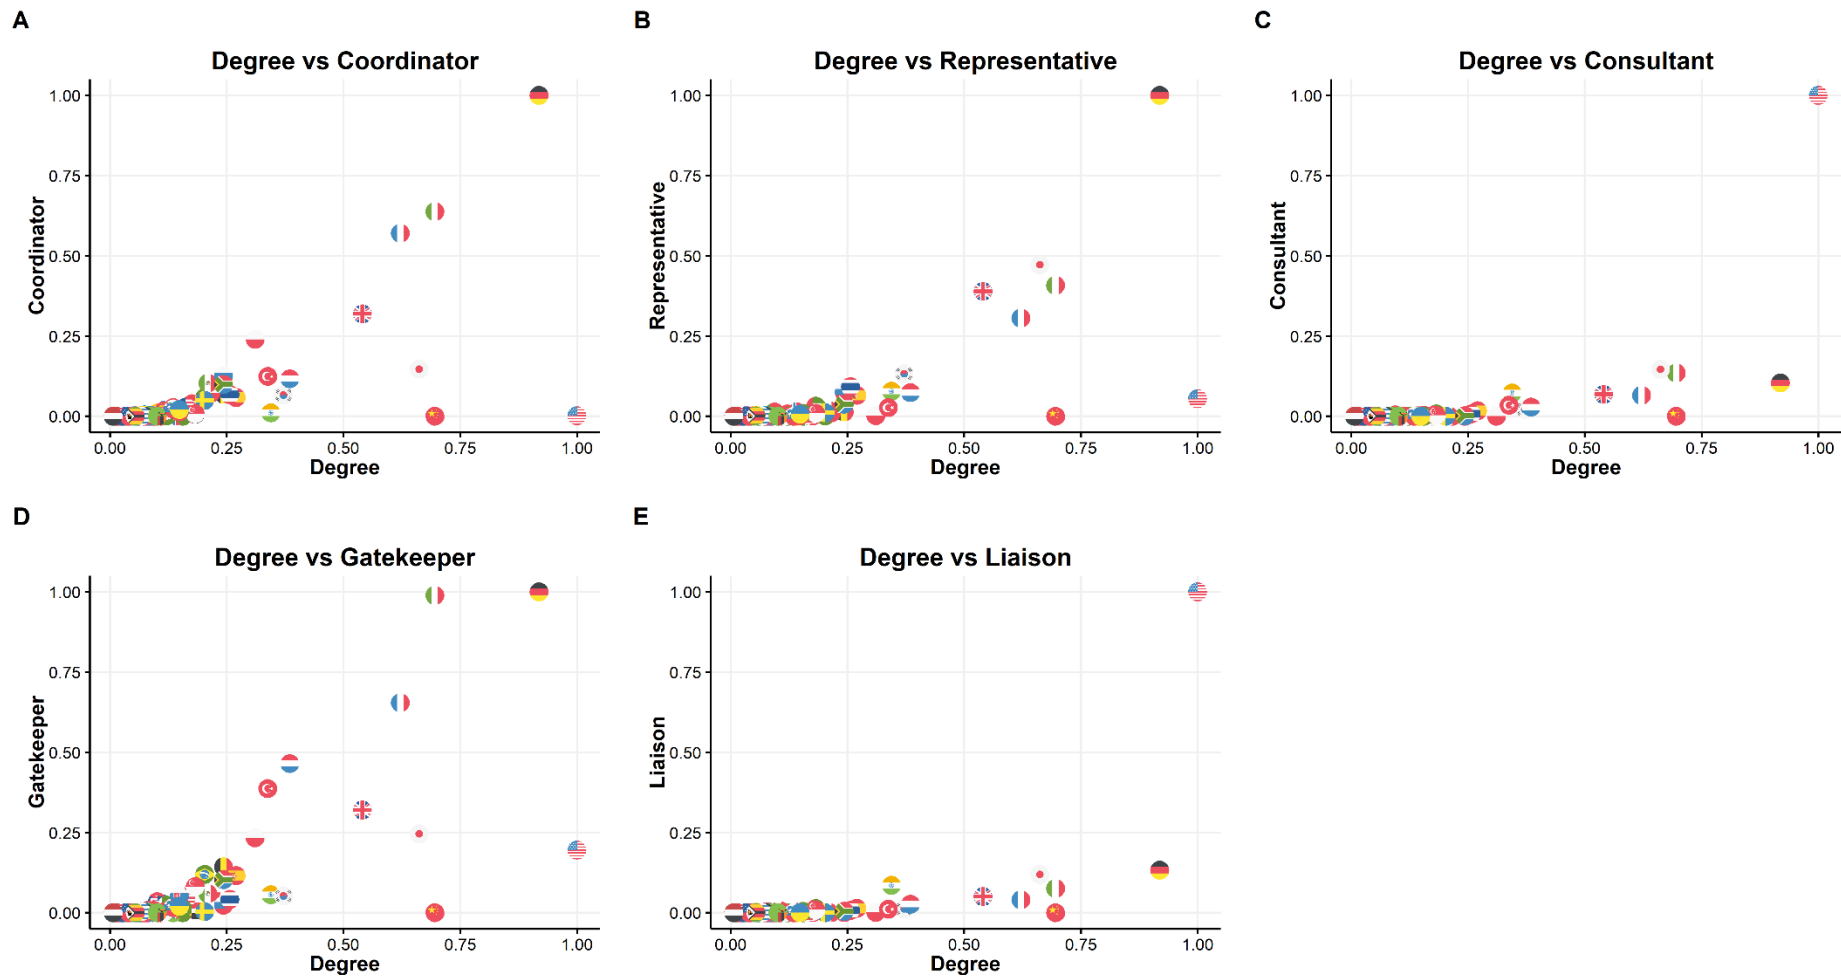 A
Degree vs Coordinator
Coordinator
1.00
0.75
0.50
0.25
0.00
0.00 0.25 0.50 0.75 1.00
Degree
B
Degree vs Representative
Representative
1.00
0.75
0.50
0.25
0.00
0.00 0.25 0.50 0.75 1.00
Degree
C
Degree vs Consultant
Consultant
1.00
0.75
0.50
0.25
0.00
0.00 0.25 0.50 0.75 1.00
Degree
D
Degree vs Gatekeeper
Gatekeeper
1.00
0.75
0.50
0.25
0.00
0.00 0.25 0.50 0.75 1.00
Degree
E
Degree vs Liaison
Liaison
1.00
0.75
0.50
0.25
0.00
0.00 0.25 0.50 0.75 1.00
Degree